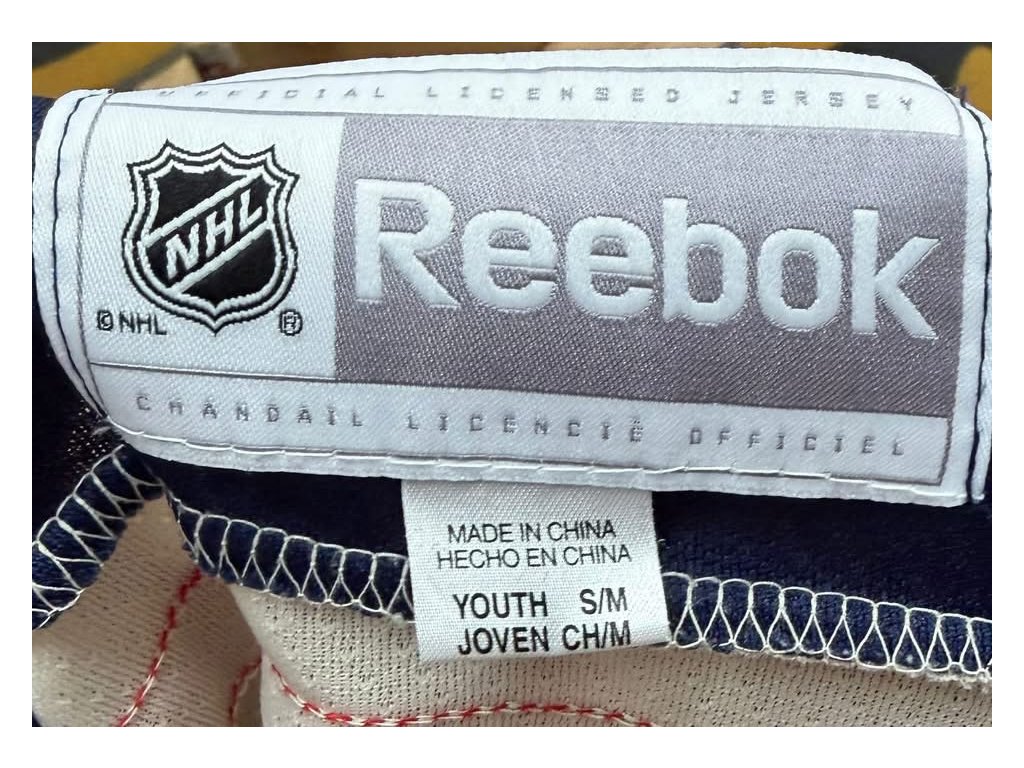 OFFICIAL LICENSED JERSEY
NHL
Reebok
© NHL ®
CHANDAIL LICENCIÉ OFFICIEL
MADE IN CHINA
HECHO EN CHINA
YOUTH S/M
JOVEN CH/M